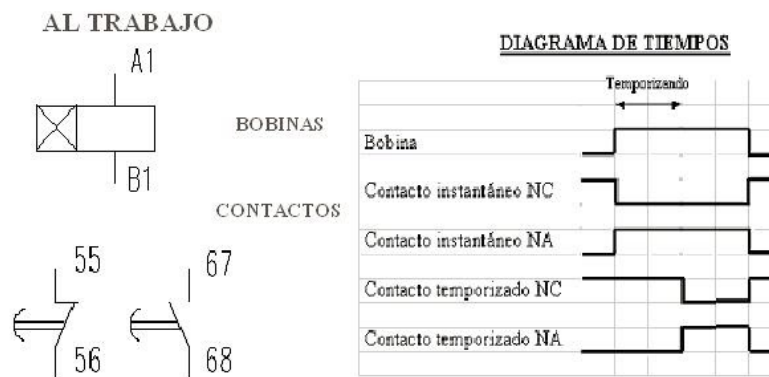 AL TRABAJO
A1
BOBINAS
B1
CONTACTOS
55
67
56
68
DIAGRAMA DE TIEMPOS
Temporizando
Bobina
Contacto instantáneo NC
Contacto instantáneo NA
Contacto temporizado NC
Contacto temporizado NA